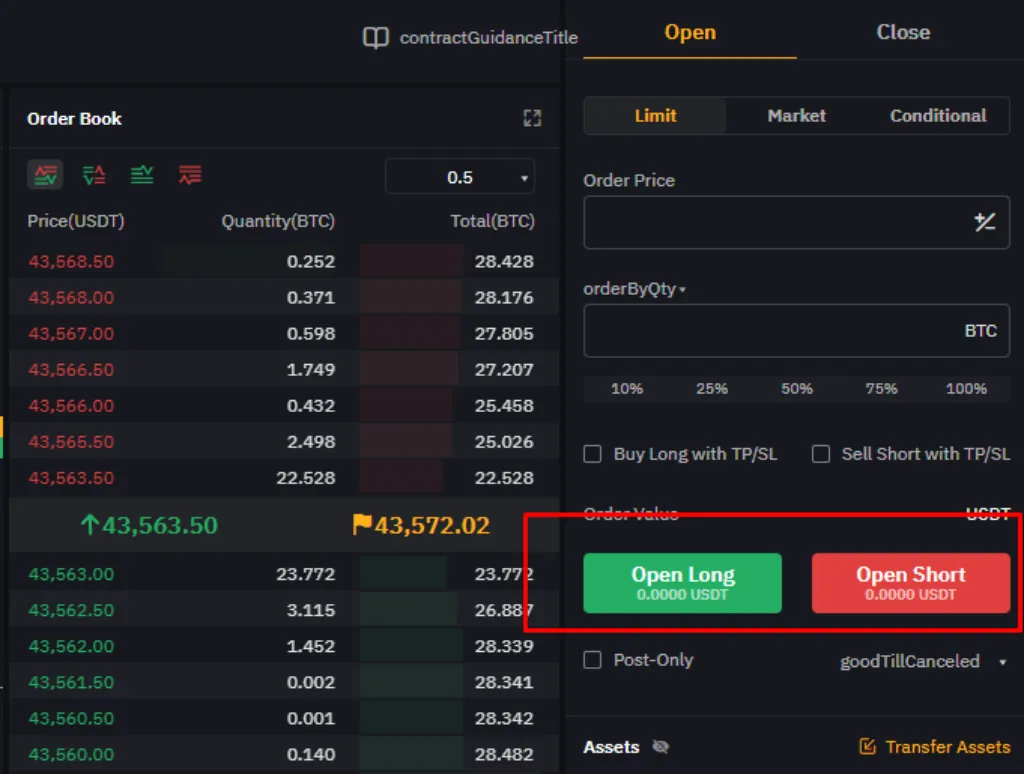 contractGuidanceTitle
Open Close
Order Book
Limit Market Conditional
0.5
Order Price
Price(USDT) Quantity(BTC) Total(BTC)
43,568.50 0.252 28.428
43,568.00 0.371 28.176
43,567.00 0.598 27.805
43,566.50 1.749 27.207
43,566.00 0.432 25.458
43,565.50 2.498 25.026
43,563.50 22.528 22.528
43,563.50 43,572.02
43,563.00 23.772 23.772
43,562.50 3.115 26.887
43,562.00 1.452 28.339
43,561.50 0.002 28.341
43,560.50 0.001 28.342
43,560.00 0.140 28.482
orderByQty
BTC
10% 25% 50% 75% 100%
Buy Long with TP/SL Sell Short with TP/SL
Order Value USDT
Open Long Open Short
0.0000 USDT 0.0000 USDT
Post-Only goodTillCanceled
Assets Transfer Assets